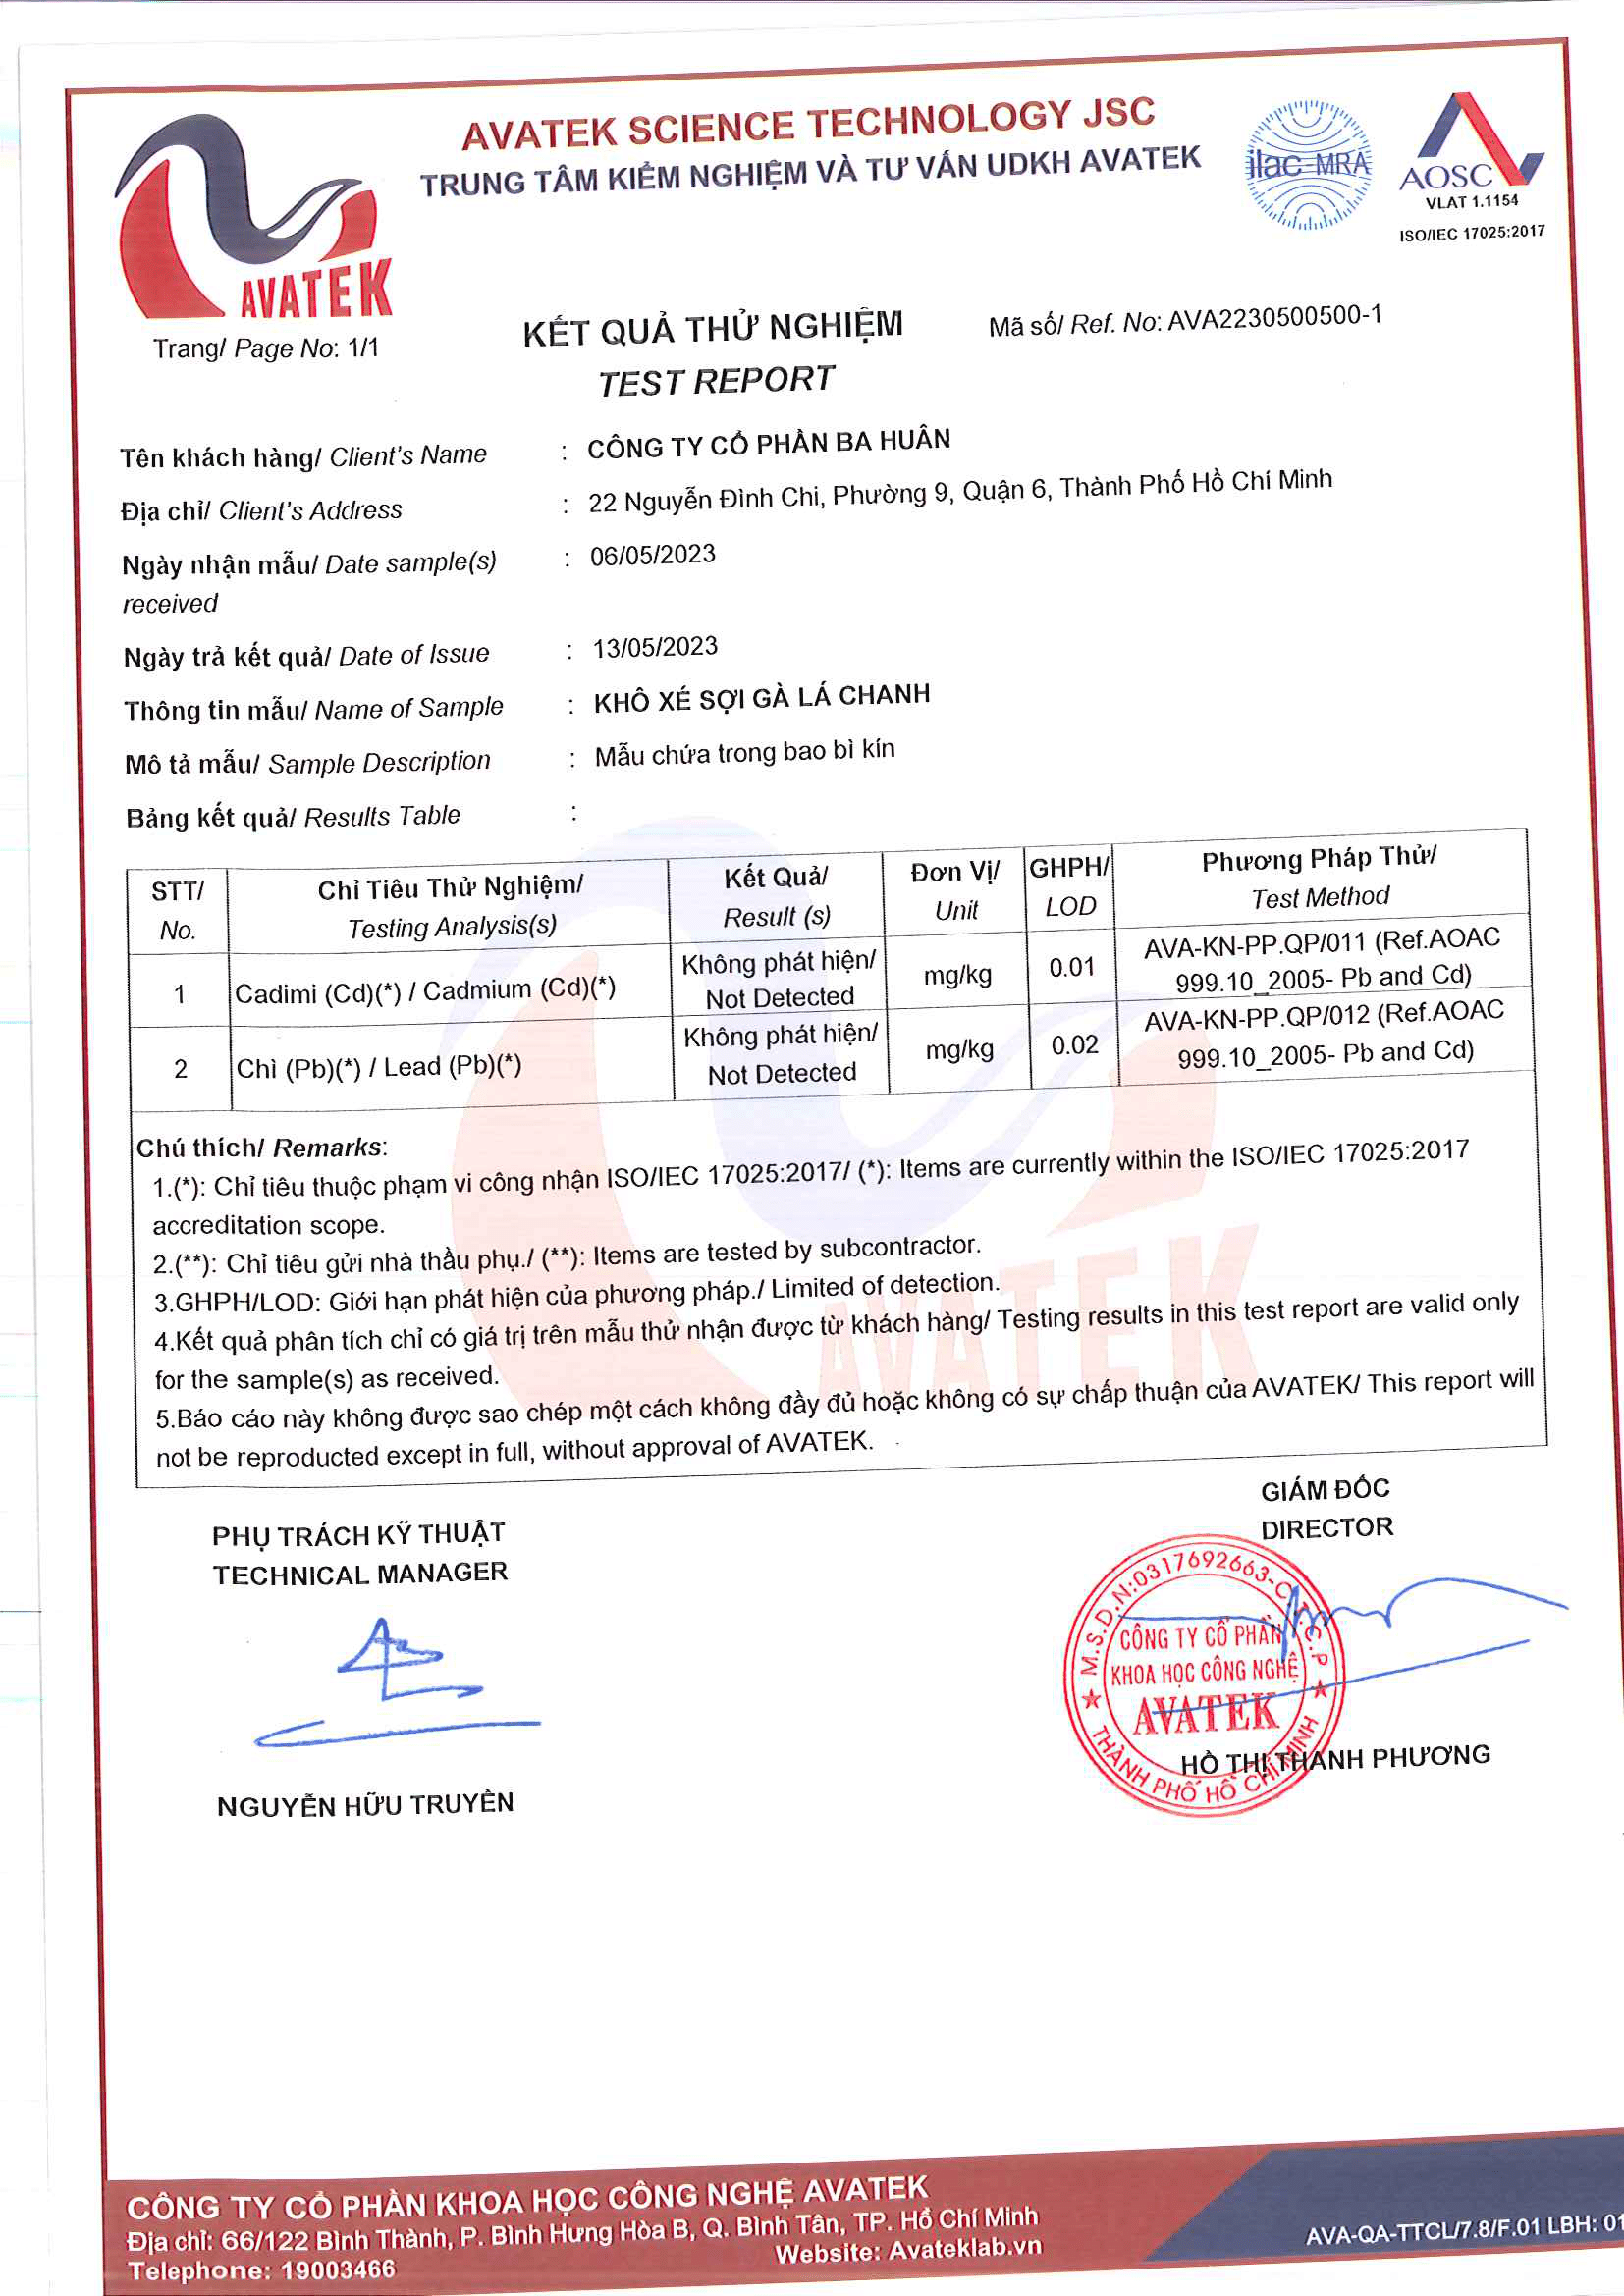 AVATEK SCIENCE TECHNOLOGY JSC
TRUNG TÂM KIỂM NGHIỆM VÀ TƯ VẤN UDKH AVATEK
ilac-MRA
AOSC
VLAT 1.1154
ISO/IEC 17025:2017
AVATEK
Trang/ Page No: 1/1
KẾT QUẢ THỬ NGHIỆM
TEST REPORT
Mã số/ Ref. No: AVA2230500500-1
Tên khách hàng/ Client's Name : CÔNG TY CỔ PHẦN BA HUÂN
Địa chỉ/ Client's Address : 22 Nguyễn Đình Chi, Phường 9, Quận 6, Thành Phố Hồ Chí Minh
Ngày nhận mẫu/ Date sample(s) : 06/05/2023
received
Ngày trả kết quả/ Date of Issue : 13/05/2023
Thông tin mẫu/ Name of Sample : KHÔ XÉ SỢI GÀ LÁ CHANH
Mô tả mẫu/ Sample Description : Mẫu chứa trong bao bì kín
Bảng kết quả/ Results Table :
STT/ Chỉ Tiêu Thử Nghiệm/ Kết Quả/ Đơn Vị/ GHPH/ Phương Pháp Thử/
No. Testing Analysis(s) Result (s) Unit LOD Test Method
1 Cadimi (Cd)(*) / Cadmium (Cd)(*) Không phát hiện/ Not Detected mg/kg 0.01 AVA-KN-PP.QP/011 (Ref.AOAC 999.10_2005- Pb and Cd)
2 Chì (Pb)(*) / Lead (Pb)(*) Không phát hiện/ Not Detected mg/kg 0.02 AVA-KN-PP.QP/012 (Ref.AOAC 999.10_2005- Pb and Cd)
Chú thích/ Remarks:
1.(*): Chỉ tiêu thuộc phạm vi công nhận ISO/IEC 17025:2017/ (*): Items are currently within the ISO/IEC 17025:2017
accreditation scope.
2.(**): Chỉ tiêu gửi nhà thầu phụ./ (**): Items are tested by subcontractor.
3.GHPH/LOD: Giới hạn phát hiện của phương pháp./ Limited of detection.
4.Kết quả phân tích chỉ có giá trị trên mẫu thử nhận được từ khách hàng/ Testing results in this test report are valid only
for the sample(s) as received.
5.Báo cáo này không được sao chép một cách không đầy đủ hoặc không có sự chấp thuận của AVATEK/ This report will
not be reproducted except in full, without approval of AVATEK.
AVATEK
PHỤ TRÁCH KỸ THUẬT
TECHNICAL MANAGER
NGUYỄN HỮU TRUYỀN
GIÁM ĐỐC
DIRECTOR
M.S.D.N:0317692663-C.T.C.P
CÔNG TY CỔ PHẦN
KHOA HỌC CÔNG NGHỆ
AVATEK
THÀNH PHỐ HỒ CHÍ MINH
HỒ THỊ THANH PHƯƠNG
CÔNG TY CỔ PHẦN KHOA HỌC CÔNG NGHỆ AVATEK
Địa chỉ: 66/122 Bình Thành, P. Bình Hưng Hòa B, Q. Bình Tân, TP. Hồ Chí Minh
Telephone: 19003466 Website: Avateklab.vn
AVA-QA-TTCL/7.8/F.01 LBH: 01